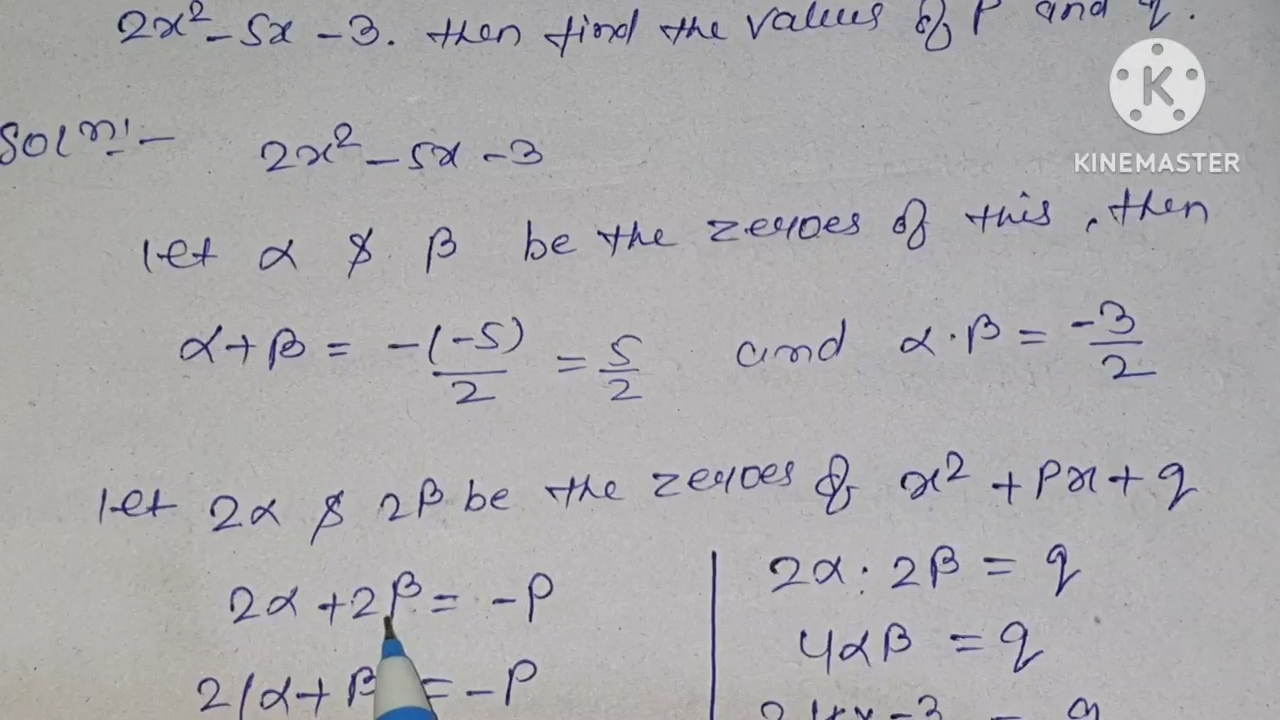 2x² - 5x - 3. then find the values of P and q.
K
KINEMASTER
Soln:- 2x² - 5x - 3
let α & β be the zeroes of this, then
α + β = -(-5)/2 = 5/2 and α · β = -3/2
let 2α & 2β be the zeroes of x² + Px + q
2α + 2β = -P
2α · 2β = q
4αβ = q
2(α + β = -P
-3 = q